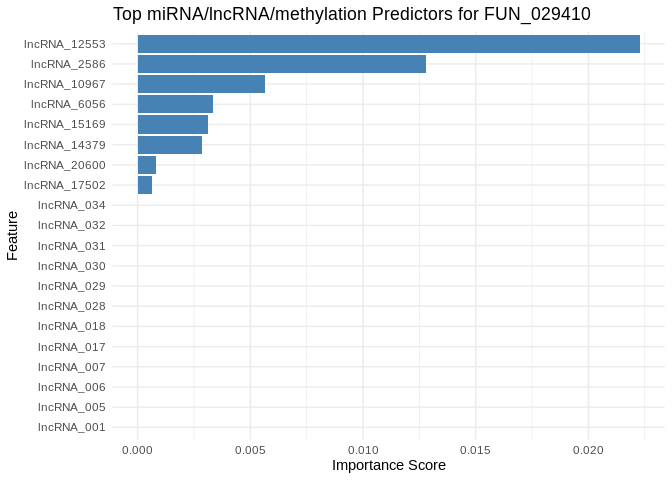 Top miRNA/lncRNA/methylation Predictors for FUN_029410
Feature
lncRNA_12553
lncRNA_2586
lncRNA_10967
lncRNA_6056
lncRNA_15169
lncRNA_14379
lncRNA_20600
lncRNA_17502
lncRNA_034
lncRNA_032
lncRNA_031
lncRNA_030
lncRNA_029
lncRNA_028
lncRNA_018
lncRNA_017
lncRNA_007
lncRNA_006
lncRNA_005
lncRNA_001
0.000 0.005 0.010 0.015 0.020
Importance Score